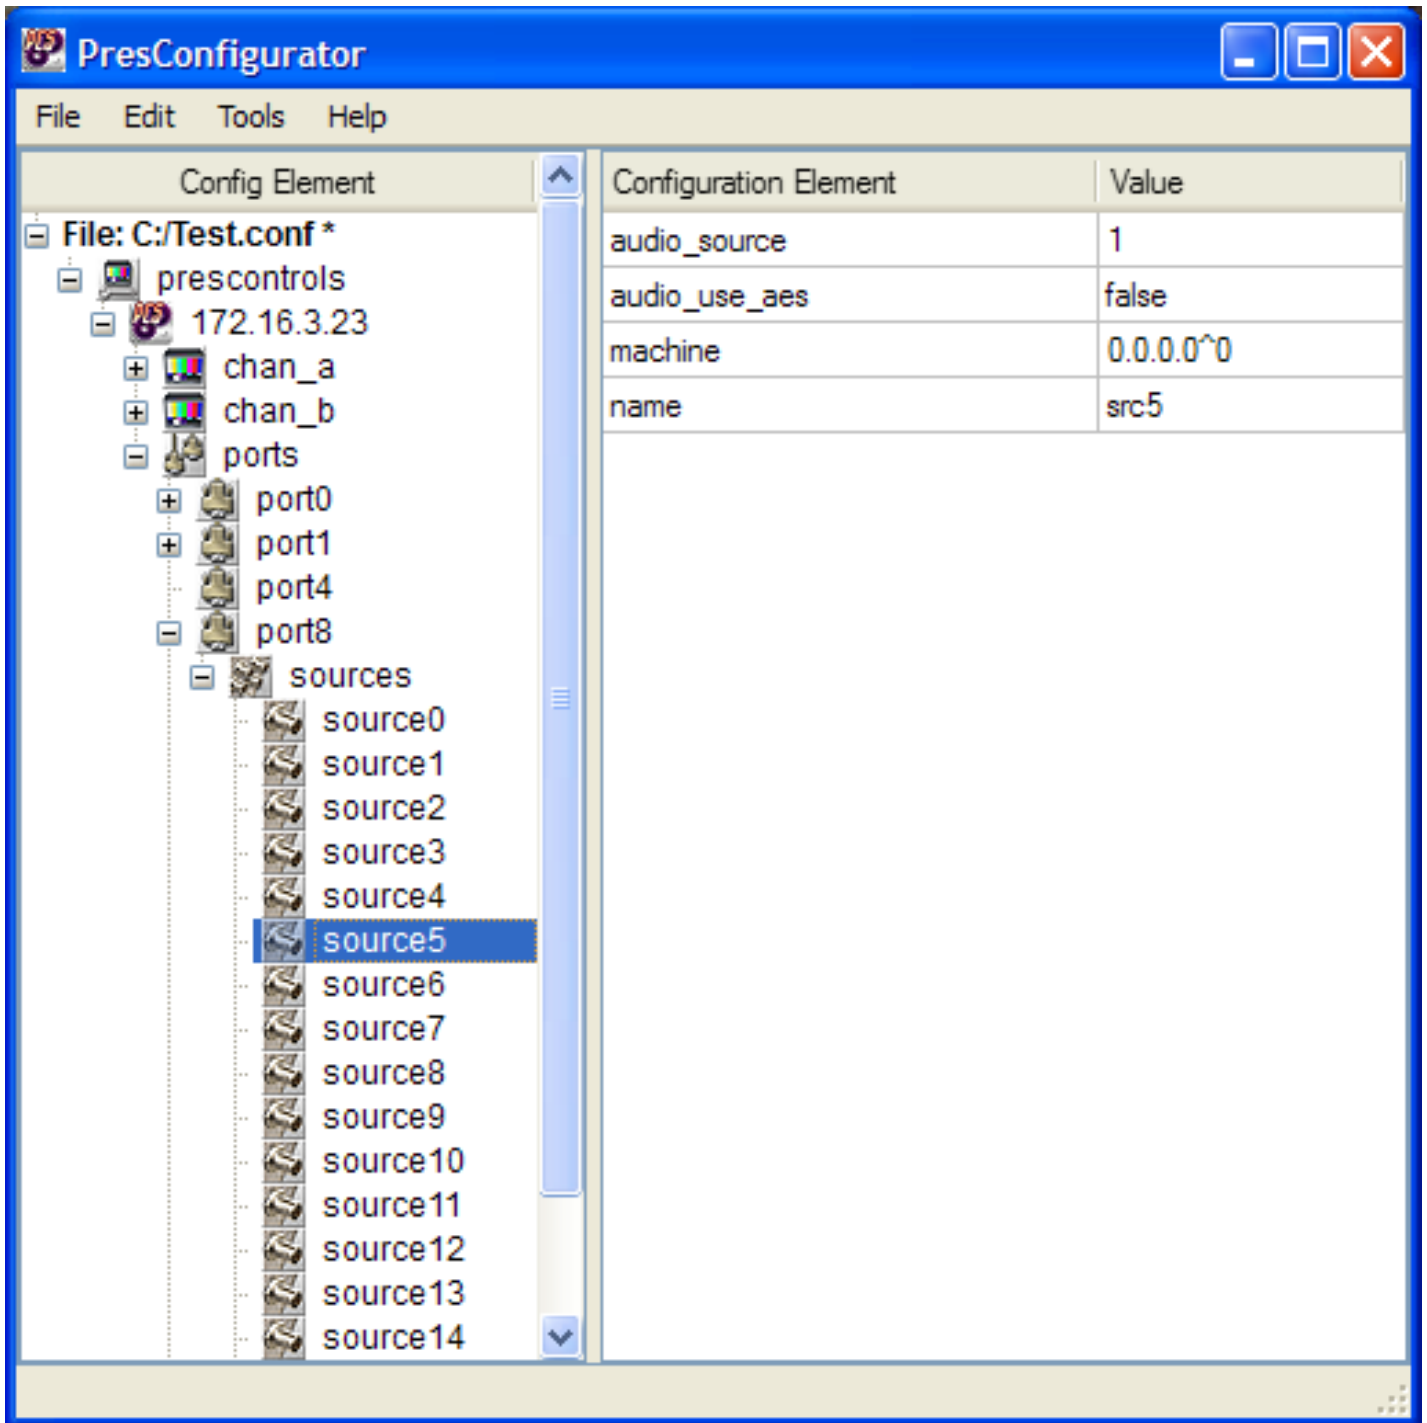 PresConfigurator
File Edit Tools Help
Config Element
File: C:/Test.conf *
prescontrols
172.16.3.23
chan_a
chan_b
ports
port0
port1
port4
port8
sources
source0
source1
source2
source3
source4
source5
source6
source7
source8
source9
source10
source11
source12
source13
source14
Configuration Element Value
audio_source 1
audio_use_aes false
machine 0.0.0.0^0
name src5